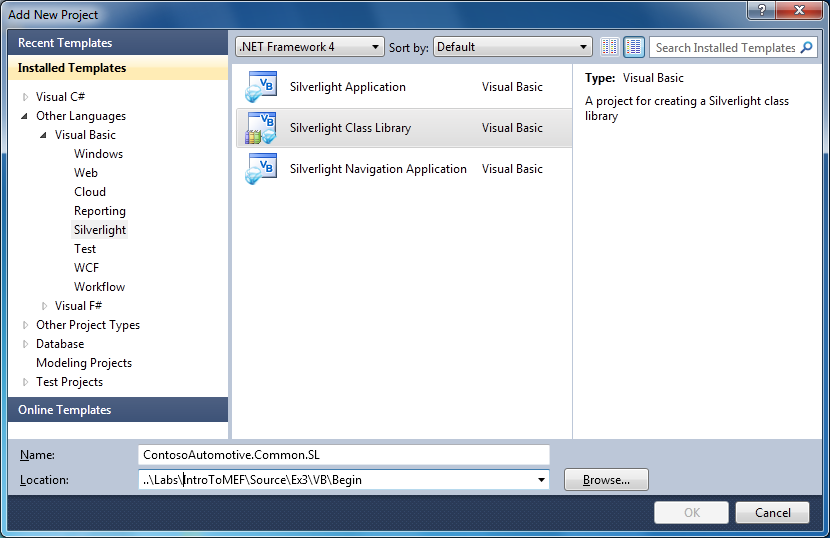 Add New Project
?
Recent Templates
Installed Templates
Visual C#
Other Languages
Visual Basic
Windows
Web
Cloud
Reporting
Silverlight
Test
WCF
Workflow
Visual F#
Other Project Types
Database
Modeling Projects
Test Projects
Online Templates
.NET Framework 4 Sort by: Default Search Installed Templates
VB Silverlight Application Visual Basic
VB Silverlight Class Library Visual Basic
VB Silverlight Navigation Application Visual Basic
Type: Visual Basic
A project for creating a Silverlight class
library
Name: ContosoAutomotive.Common.SL
Location: ..\Labs\IntroToMEF\Source\Ex3\VB\Begin Browse...
OK Cancel